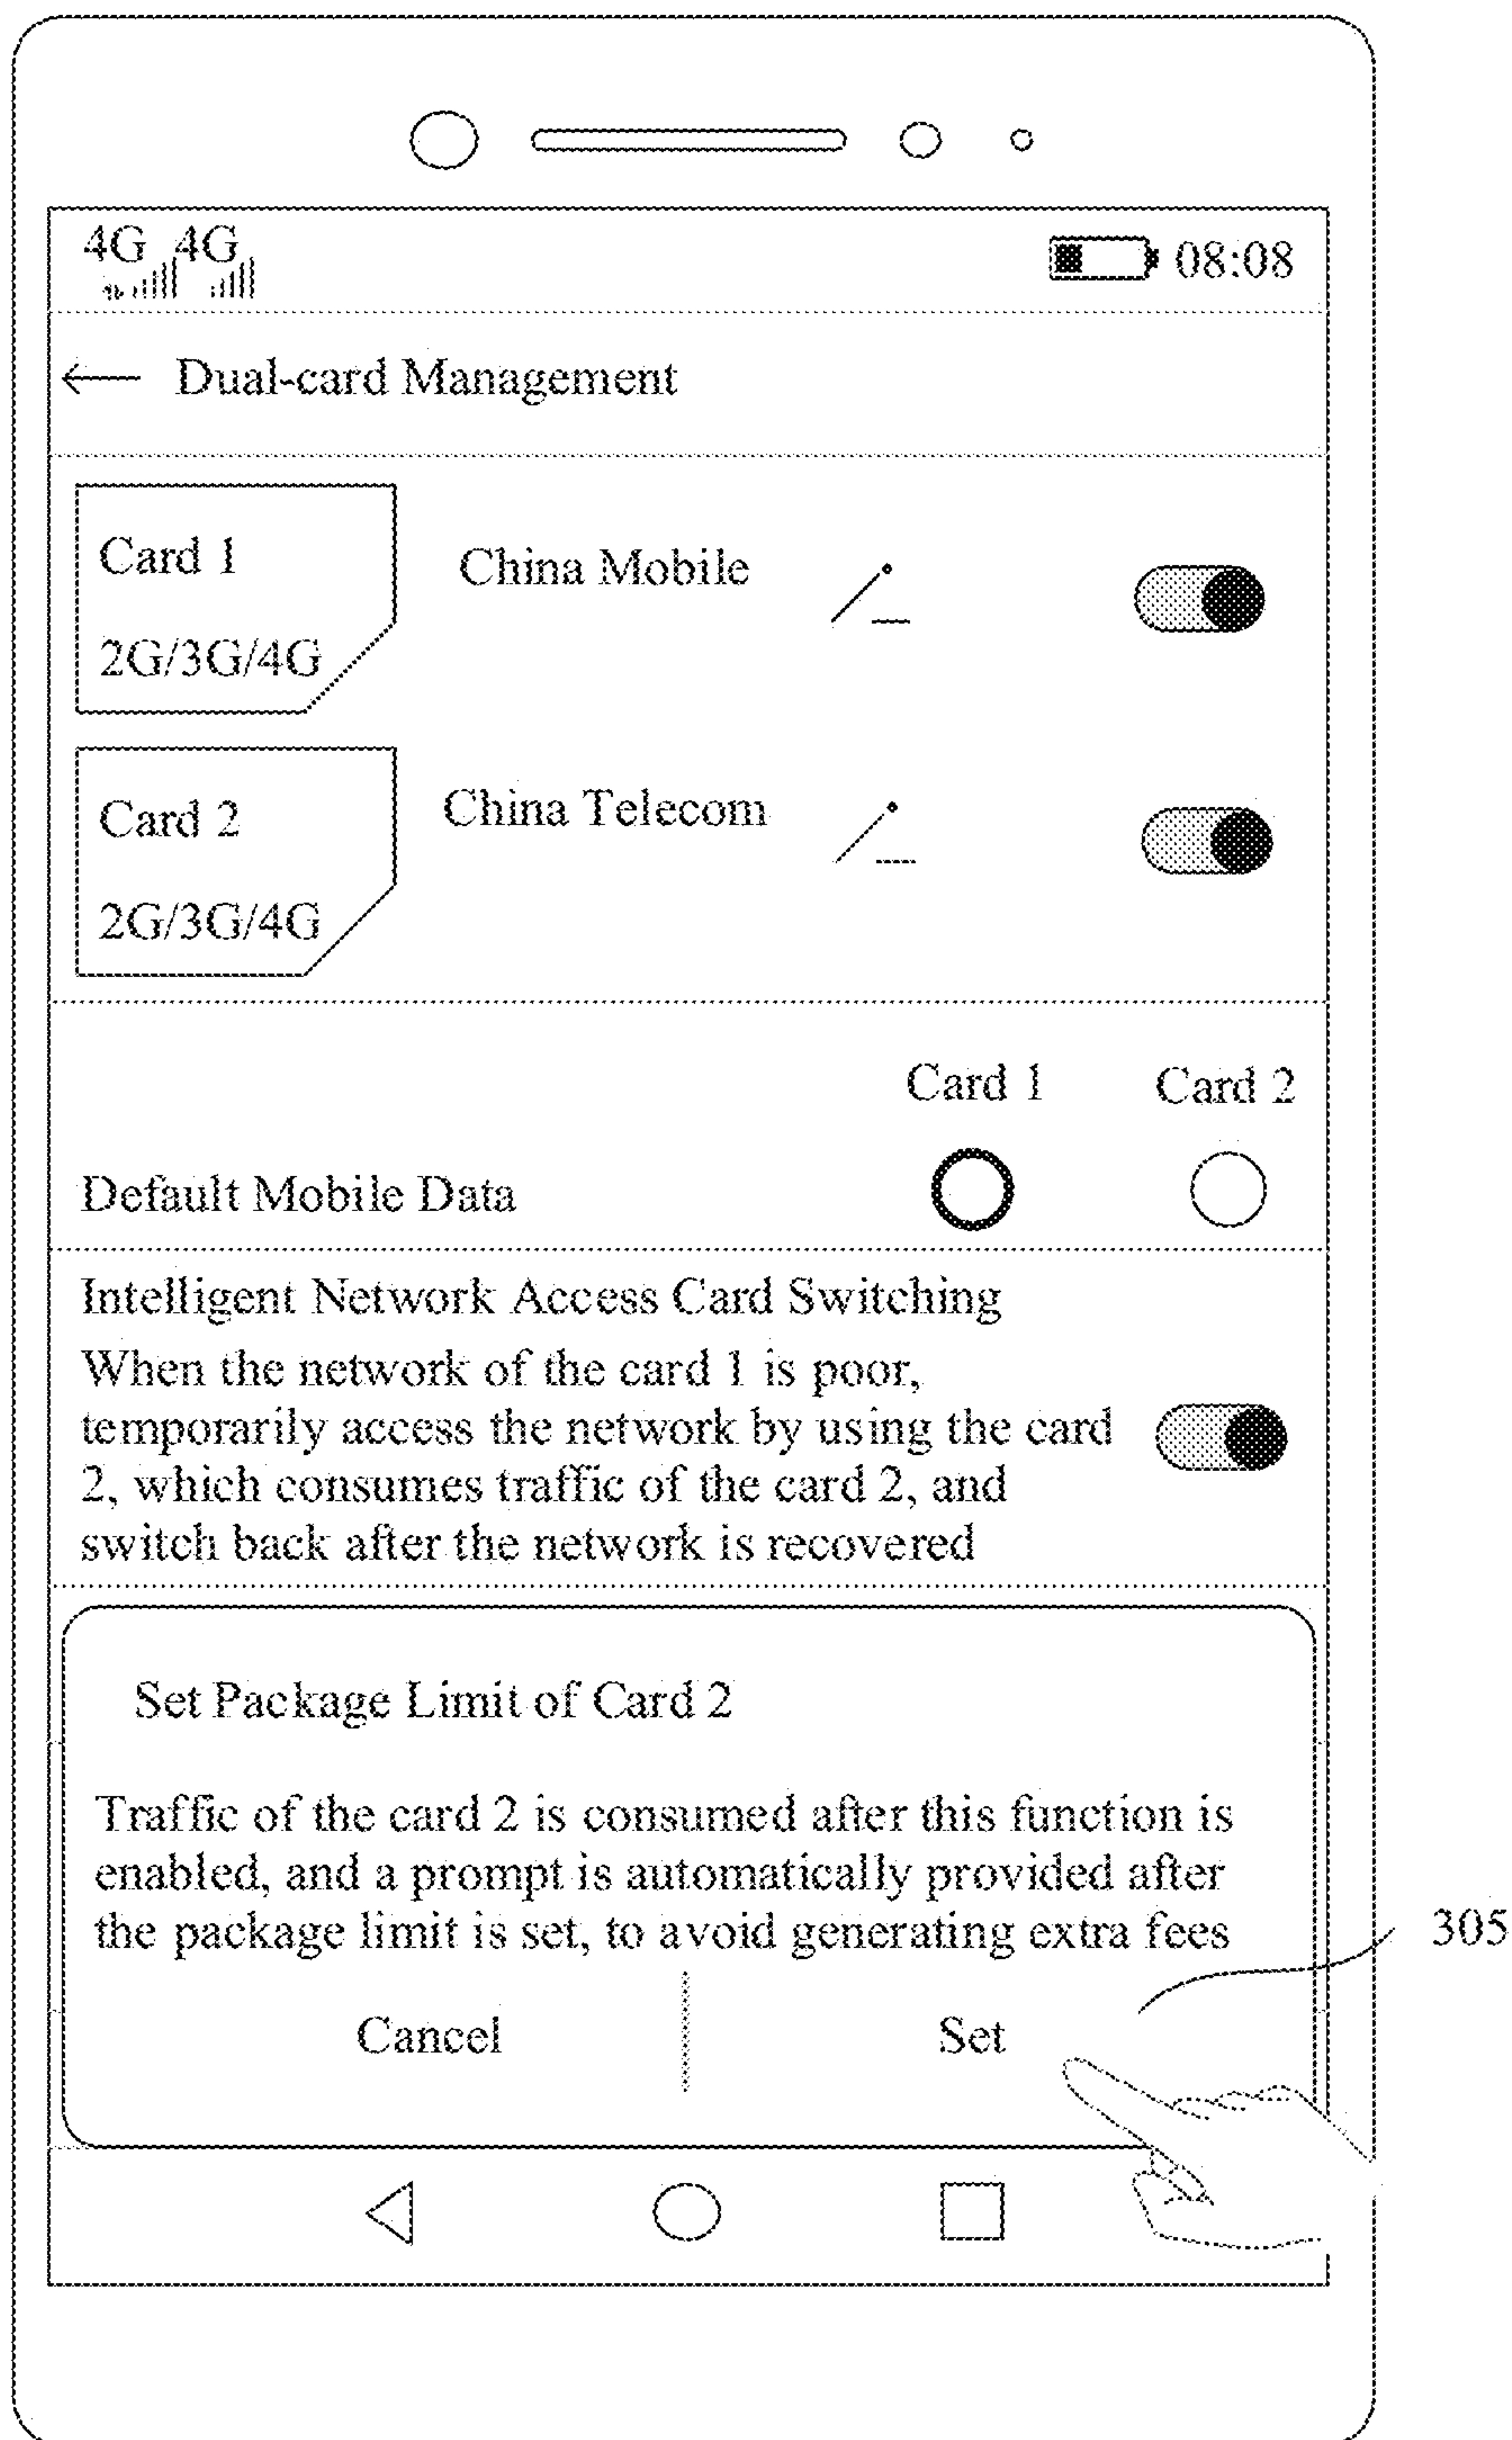 4G 4G 08:08
Dual-card Management
Card 1
China Mobile
2G/3G/4G
Card 2
China Telecom
2G/3G/4G
Card 1 Card 2
Default Mobile Data
Intelligent Network Access Card Switching
When the network of the card 1 is poor,
temporarily access the network by using the card
2, which consumes traffic of the card 2, and
switch back after the network is recovered
Set Package Limit of Card 2
Traffic of the card 2 is consumed after this function is
enabled, and a prompt is automatically provided after
the package limit is set, to avoid generating extra fees
305
Cancel Set